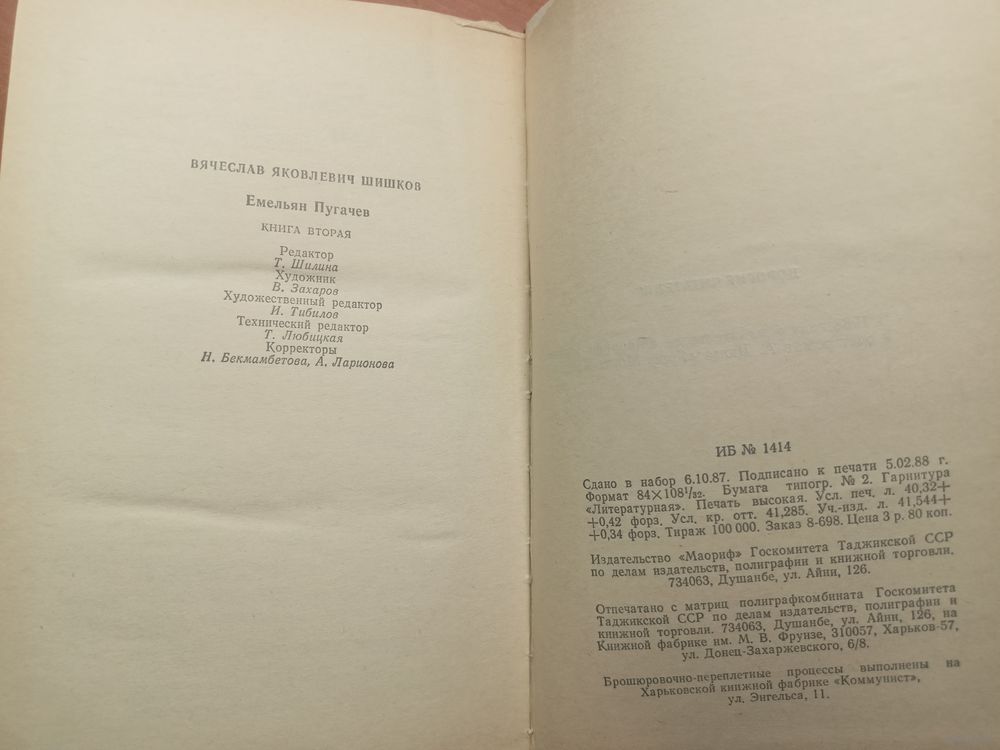 ВЯЧЕСЛАВ ЯКОВЛЕВИЧ ШИШКОВ
Емельян Пугачев
КНИГА ВТОРАЯ
Редактор
Т. Шилина
Художник
В. Захаров
Художественный редактор
И. Тибилов
Технический редактор
Т. Любицкая
Корректоры
Н. Бекмамбетова, А. Ларионова
ИБ № 1414
Сдано в набор 6.10.87. Подписано к печати 5.02.88 г.
Формат 84×108¹/₃₂. Бумага типогр. № 2. Гарнитура
«Литературная». Печать высокая. Усл. печ. л. 40,32+
+0,42 форз. Усл. кр. отт. 41,285. Уч.-изд. л. 41,544+
+0,34 форз. Тираж 100 000. Заказ 8-698. Цена 3 р. 80 коп.
Издательство «Маориф» Госкомитета Таджикской ССР
по делам издательств, полиграфии и книжной торговли.
734063, Душанбе, ул. Айни, 126.
Отпечатано с матриц полиграфкомбината Госкомитета
Таджикской ССР по делам издательств, полиграфии и
книжной торговли. 734063, Душанбе, ул. Айни, 126, на
Книжной фабрике им. М. В. Фрунзе, 310057, Харьков-57,
ул. Донец-Захаржевского, 6/8.
Брошюровочно-переплетные процессы выполнены на
Харьковской книжной фабрике «Коммунист»,
ул. Энгельса, 11.